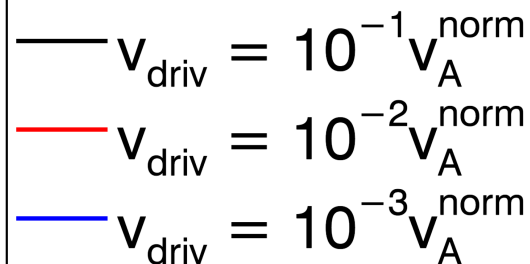 v_driv = 10^−1 v_A^norm
v_driv = 10^−2 v_A^norm
v_driv = 10^−3 v_A^norm